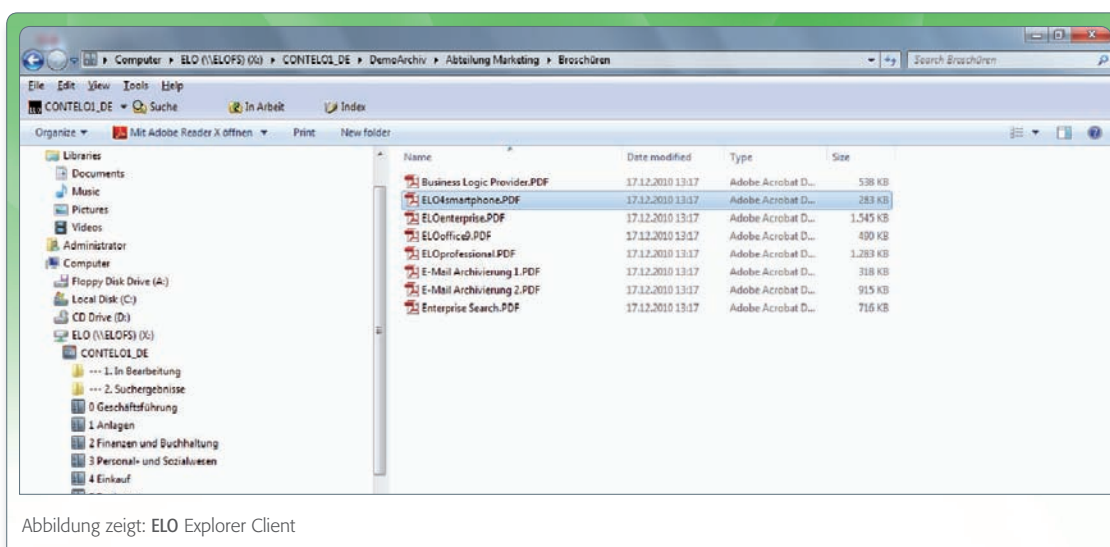 Computer ▸ ELO (\\ELOFS) (X:) ▸ CONTELO1_DE ▸ DemoArchiv ▸ Abteilung Marketing ▸ Broschüren
Search Broschüren
File Edit View Tools Help
CONTELO1_DE Suche In Arbeit Index
Organize Mit Adobe Reader X öffnen Print New folder
Libraries
Documents
Music
Pictures
Videos
Administrator
Computer
Floppy Disk Drive (A:)
Local Disk (C:)
CD Drive (D:)
ELO (\\ELOFS) (X:)
CONTELO1_DE
--- 1. In Bearbeitung
--- 2. Suchergebnisse
0 Geschäftsführung
1 Anlagen
2 Finanzen und Buchhaltung
3 Personal- und Sozialwesen
4 Einkauf
Name Date modified Type Size
Business Logic Provider.PDF 17.12.2010 13:17 Adobe Acrobat D... 538 KB
ELO4smartphone.PDF 17.12.2010 13:17 Adobe Acrobat D... 283 KB
ELOenterprise.PDF 17.12.2010 13:17 Adobe Acrobat D... 1.545 KB
ELOoffice9.PDF 17.12.2010 13:17 Adobe Acrobat D... 490 KB
ELOprofessional.PDF 17.12.2010 13:17 Adobe Acrobat D... 1.283 KB
E-Mail Archivierung 1.PDF 17.12.2010 13:17 Adobe Acrobat D... 318 KB
E-Mail Archivierung 2.PDF 17.12.2010 13:17 Adobe Acrobat D... 915 KB
Enterprise Search.PDF 17.12.2010 13:17 Adobe Acrobat D... 716 KB
Abbildung zeigt: ELO Explorer Client